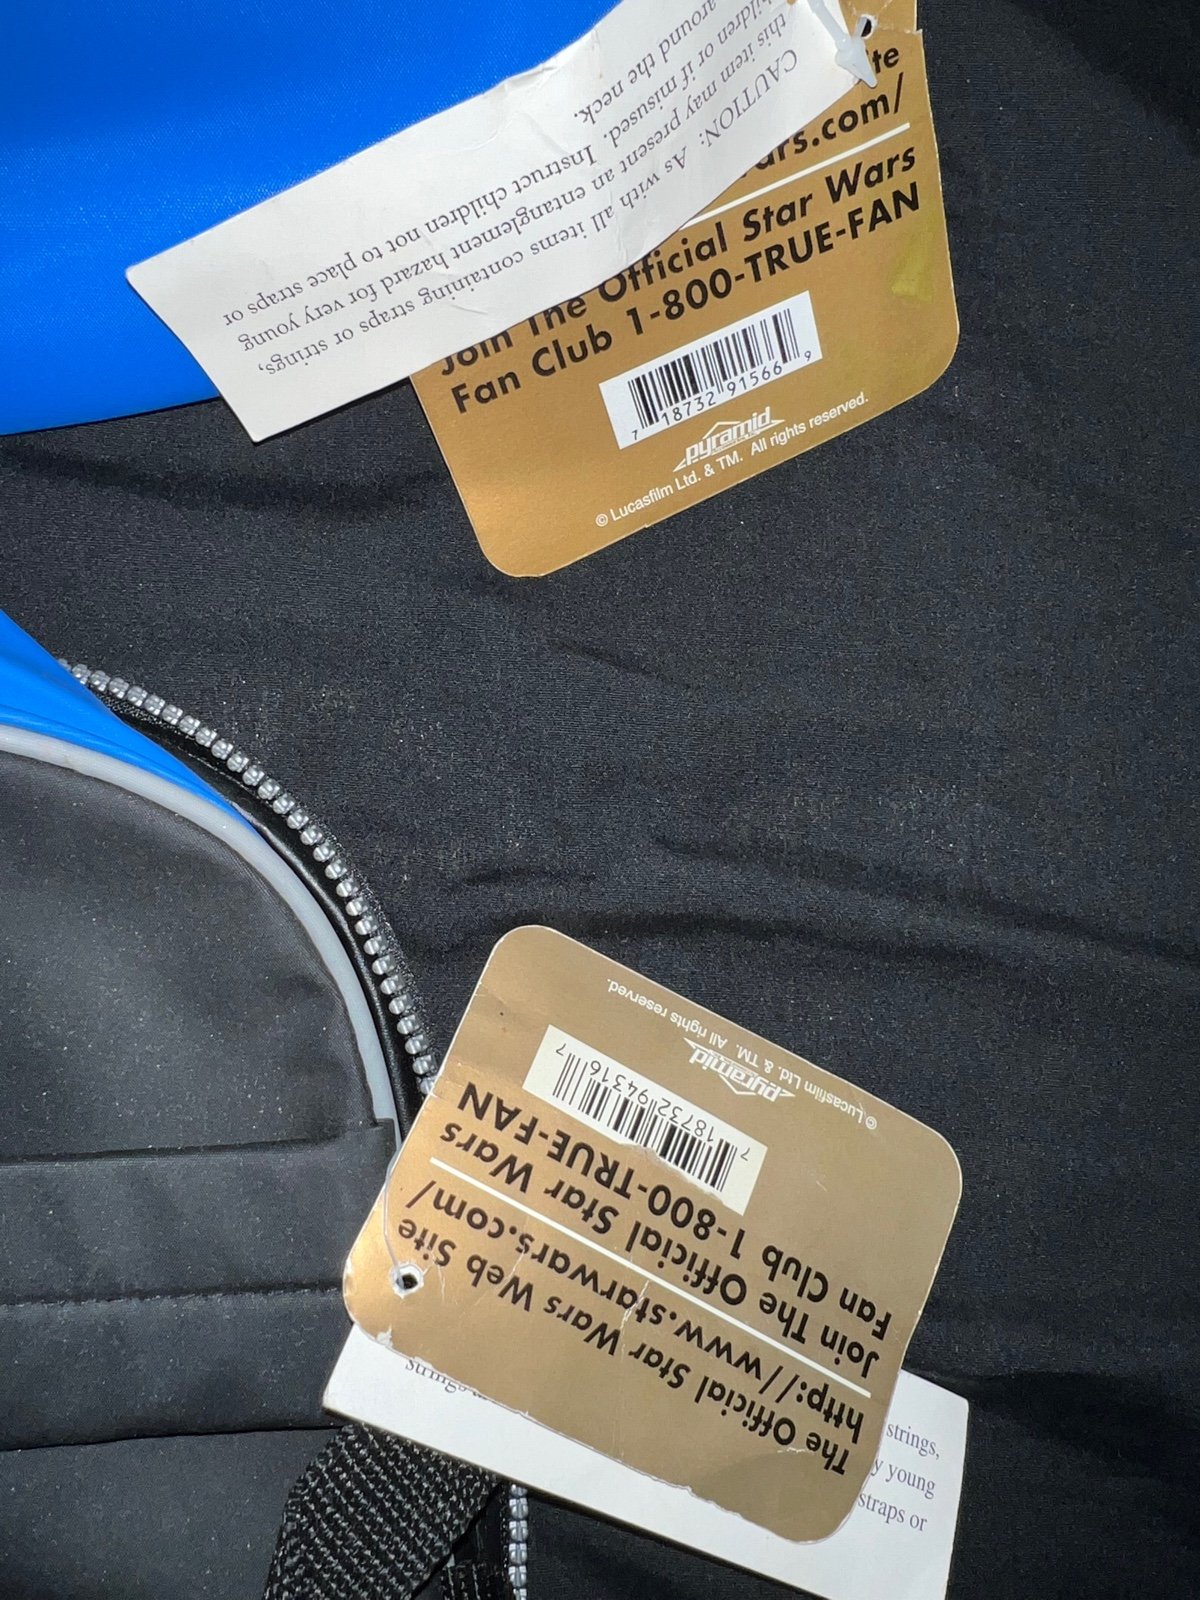 CAUTION: As with all items containing straps or strings,
this item may present an entanglement hazard for very young
children or if misused. Instruct children not to place straps or
around the neck.
ars.com/
Join The Official Star Wars
Fan Club 1-800-TRUE-FAN
7 18732 91566 9
pyramid
© Lucasfilm Ltd. & TM. All rights reserved.
The Official Star Wars Web Site
http://www.starwars.com/
Join The Official Star Wars
Fan Club 1-800-TRUE-FAN
7 18732 94316 7
pyramid
© Lucasfilm Ltd. & TM. All rights reserved.
strings,
young
straps or
strings